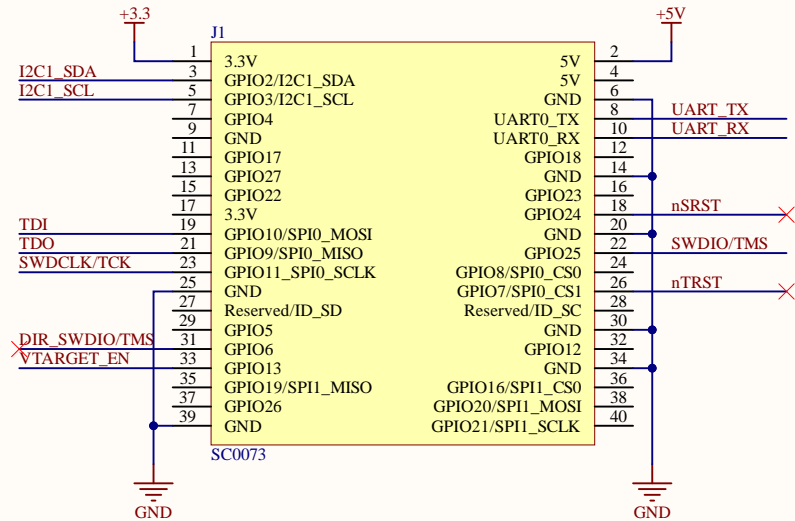 +3.3 +5V
J1
1 3.3V 5V 2
I2C1_SDA 3 GPIO2/I2C1_SDA 5V 4
I2C1_SCL 5 GPIO3/I2C1_SCL GND 6
7 GPIO4 UART0_TX 8 UART_TX
9 GND UART0_RX 10 UART_RX
11 GPIO17 GPIO18 12
13 GPIO27 GND 14
15 GPIO22 GPIO23 16
17 3.3V GPIO24 18 nSRST
TDI 19 GPIO10/SPI0_MOSI GND 20
TDO 21 GPIO9/SPI0_MISO GPIO25 22 SWDIO/TMS
SWDCLK/TCK 23 GPIO11_SPI0_SCLK GPIO8/SPI0_CS0 24
25 GND GPIO7/SPI0_CS1 26 nTRST
27 Reserved/ID_SD Reserved/ID_SC 28
29 GPIO5 GND 30
DIR_SWDIO/TMS 31 GPIO6 GPIO12 32
VTARGET_EN 33 GPIO13 GND 34
35 GPIO19/SPI1_MISO GPIO16/SPI1_CS0 36
37 GPIO26 GPIO20/SPI1_MOSI 38
39 GND GPIO21/SPI1_SCLK 40
SC0073
GND GND